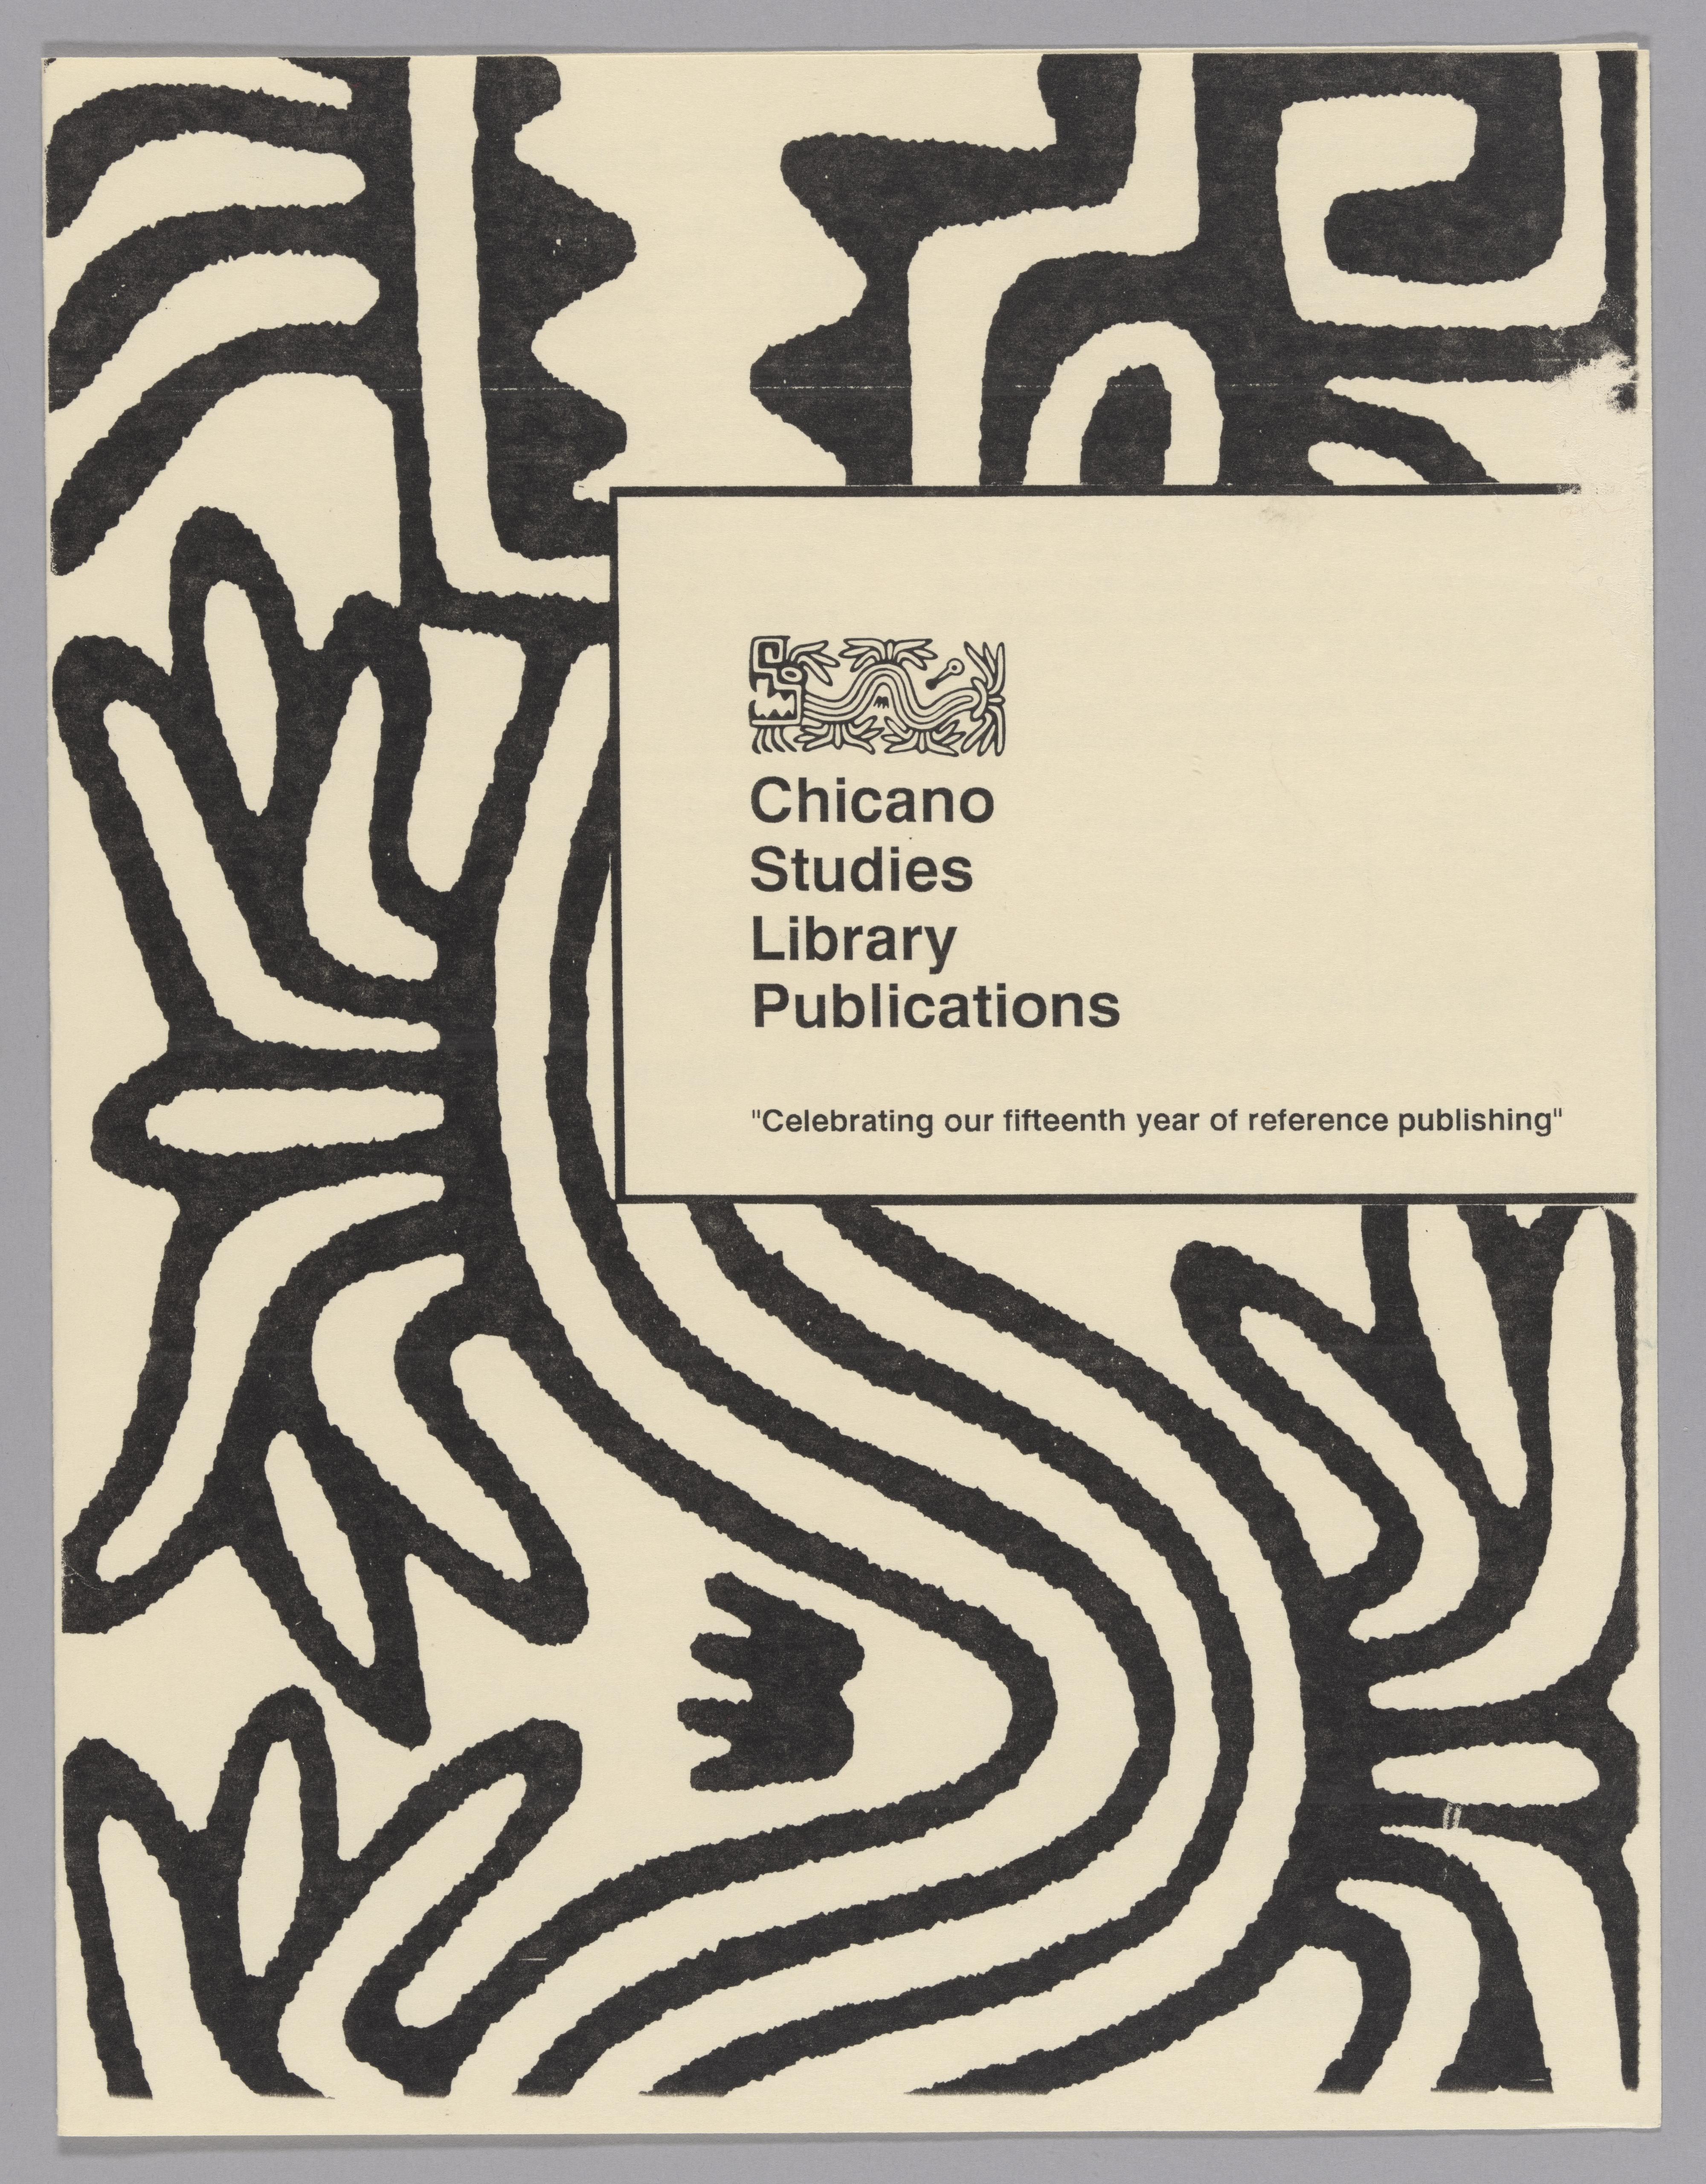 Chicano
Studies
Library
Publications
"Celebrating our fifteenth year of reference publishing"